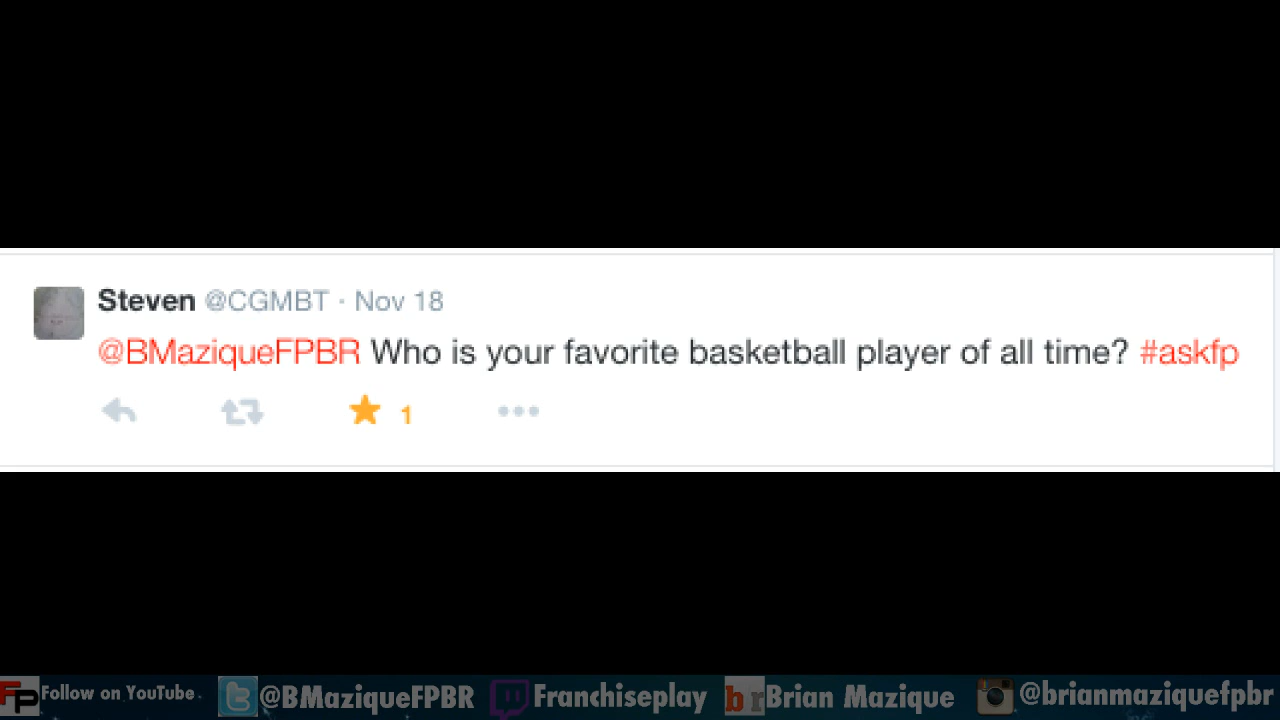 Steven @CGMBT · Nov 18
@BMaziqueFPBR Who is your favorite basketball player of all time? #askfp
1
FP Follow on YouTube. @BMaziqueFPBR Franchiseplay br Brian Mazique @brianmaziquefpbr